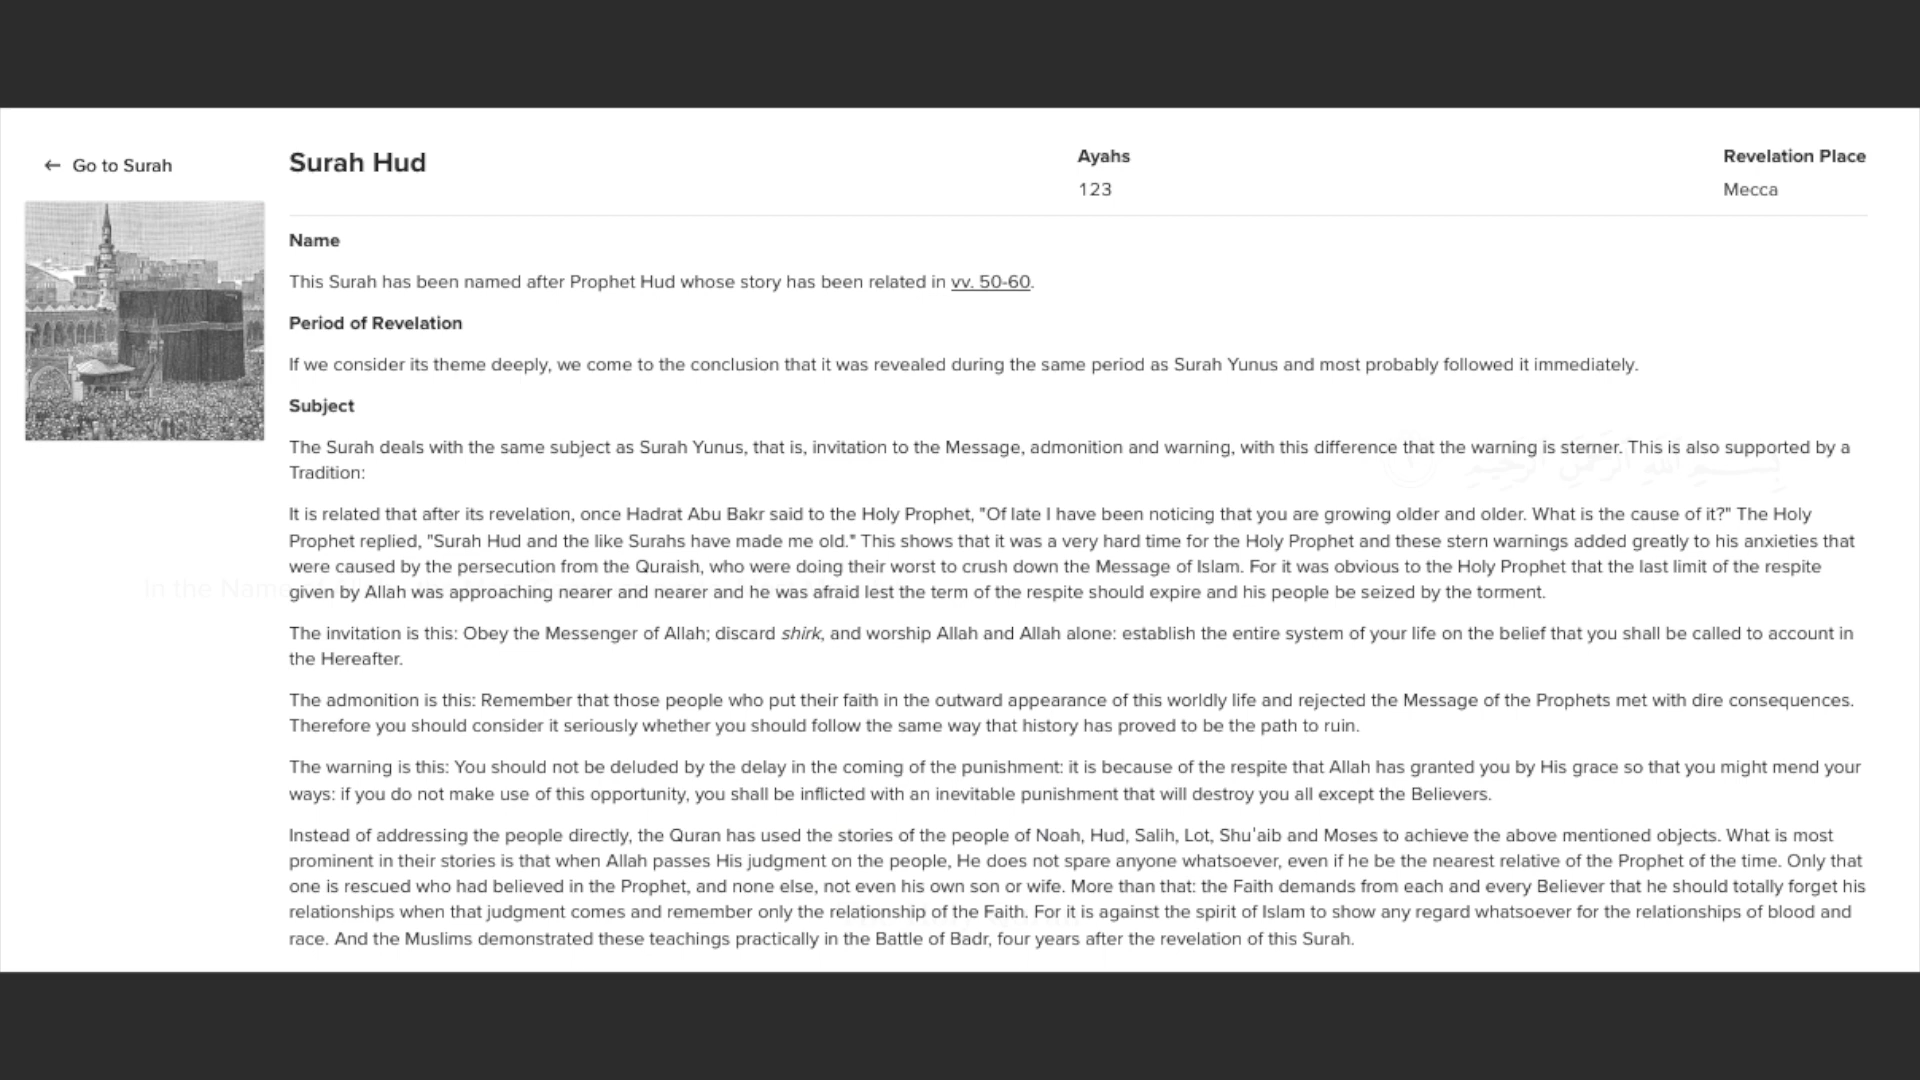 ← Go to Surah
Surah Hud
Ayahs
123
Revelation Place
Mecca
Name
This Surah has been named after Prophet Hud whose story has been related in vv. 50-60.
Period of Revelation
If we consider its theme deeply, we come to the conclusion that it was revealed during the same period as Surah Yunus and most probably followed it immediately.
Subject
The Surah deals with the same subject as Surah Yunus, that is, invitation to the Message, admonition and warning, with this difference that the warning is sterner. This is also supported by a
Tradition:
بِسْمِ اللَّهِ الرَّحْمَٰنِ الرَّحِيمِ
It is related that after its revelation, once Hadrat Abu Bakr said to the Holy Prophet, "Of late I have been noticing that you are growing older and older. What is the cause of it?" The Holy
Prophet replied, "Surah Hud and the like Surahs have made me old." This shows that it was a very hard time for the Holy Prophet and these stern warnings added greatly to his anxieties that
were caused by the persecution from the Quraish, who were doing their worst to crush down the Message of Islam. For it was obvious to the Holy Prophet that the last limit of the respite
In the Name
given by Allah was approaching nearer and nearer and he was afraid lest the term of the respite should expire and his people be seized by the torment.
The invitation is this: Obey the Messenger of Allah; discard shirk, and worship Allah and Allah alone: establish the entire system of your life on the belief that you shall be called to account in
the Hereafter.
The admonition is this: Remember that those people who put their faith in the outward appearance of this worldly life and rejected the Message of the Prophets met with dire consequences.
Therefore you should consider it seriously whether you should follow the same way that history has proved to be the path to ruin.
The warning is this: You should not be deluded by the delay in the coming of the punishment: it is because of the respite that Allah has granted you by His grace so that you might mend your
ways: if you do not make use of this opportunity, you shall be inflicted with an inevitable punishment that will destroy you all except the Believers.
Instead of addressing the people directly, the Quran has used the stories of the people of Noah, Hud, Salih, Lot, Shu'aib and Moses to achieve the above mentioned objects. What is most
prominent in their stories is that when Allah passes His judgment on the people, He does not spare anyone whatsoever, even if he be the nearest relative of the Prophet of the time. Only that
one is rescued who had believed in the Prophet, and none else, not even his own son or wife. More than that: the Faith demands from each and every Believer that he should totally forget his
relationships when that judgment comes and remember only the relationship of the Faith. For it is against the spirit of Islam to show any regard whatsoever for the relationships of blood and
race. And the Muslims demonstrated these teachings practically in the Battle of Badr, four years after the revelation of this Surah.